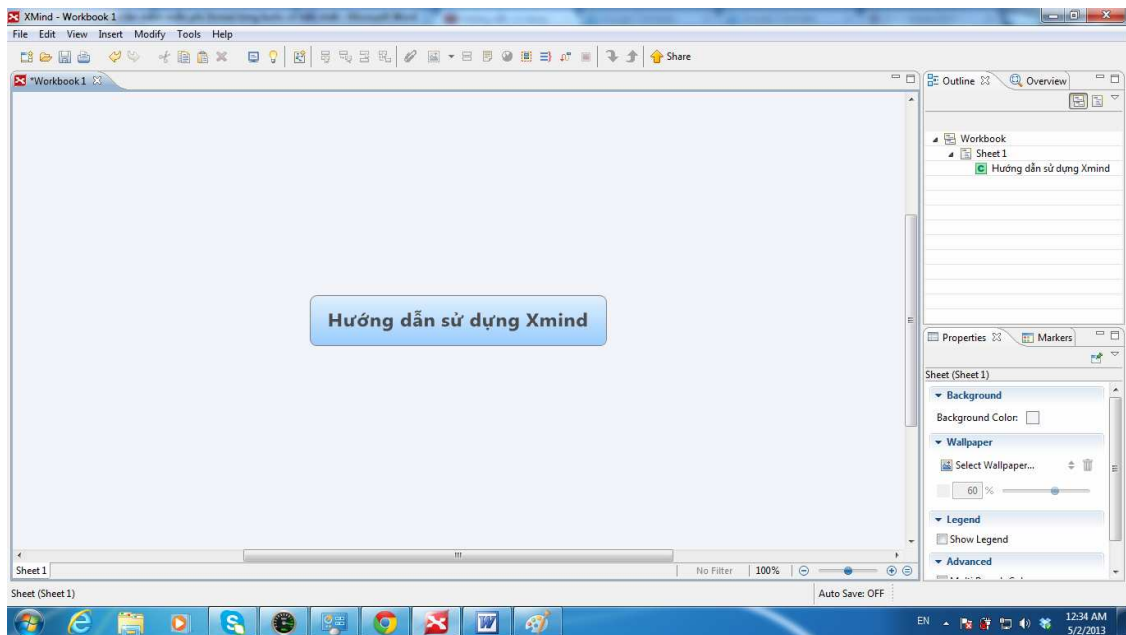 XMind - Workbook 1
File Edit View Insert Modify Tools Help
Share
*Workbook 1
Outline Overview
Workbook
Sheet 1
Hướng dẫn sử dụng Xmind
Hướng dẫn sử dụng Xmind
Properties Markers
Sheet (Sheet 1)
Background
Background Color:
Wallpaper
Select Wallpaper...
60 %
Legend
Show Legend
Advanced
Sheet 1
No Filter 100%
Sheet (Sheet 1)
Auto Save: OFF
EN
12:34 AM
5/2/2013